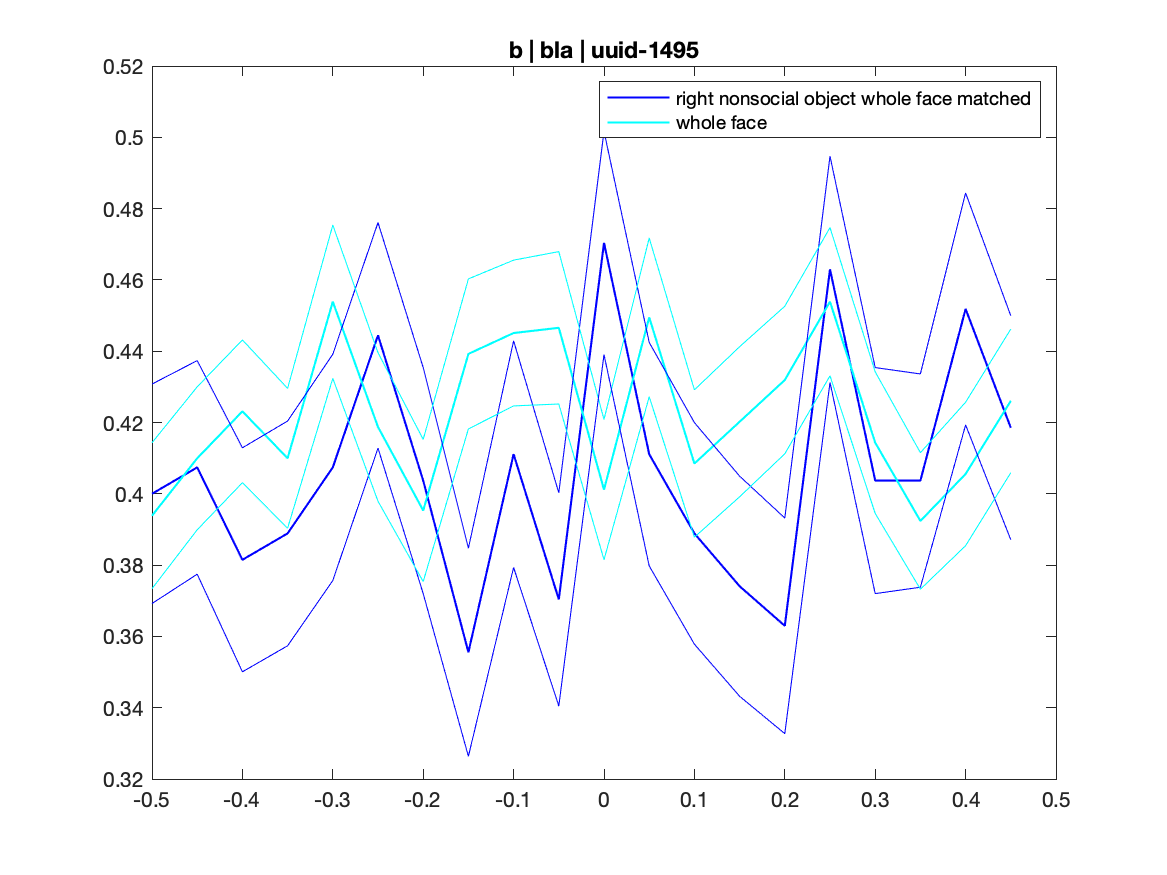 b | bla | uuid-1495
right nonsocial object whole face matched
whole face
0.52
0.5
0.48
0.46
0.44
0.42
0.4
0.38
0.36
0.34
0.32
-0.5 -0.4 -0.3 -0.2 -0.1 0 0.1 0.2 0.3 0.4 0.5